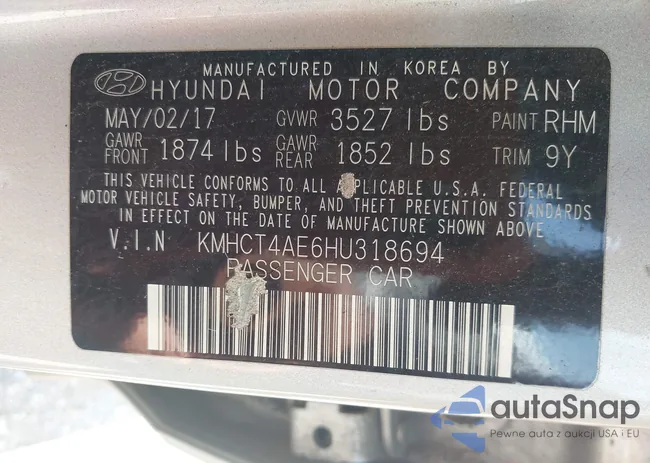 MANUFACTURED IN KOREA BY
HYUNDAI MOTOR COMPANY
MAY/02/17 GVWR 3527 lbs PAINT RHM
GAWR FRONT 1874 lbs GAWR REAR 1852 lbs TRIM 9Y
THIS VEHICLE CONFORMS TO ALL APPLICABLE U.S.A. FEDERAL
MOTOR VEHICLE SAFETY, BUMPER, AND THEFT PREVENTION STANDARDS
IN EFFECT ON THE DATE OF MANUFACTURE SHOWN ABOVE
V.I.N KMHCT4AE6HU318694
PASSENGER CAR
autaSnap
Pewne auta z aukcji USA i EU